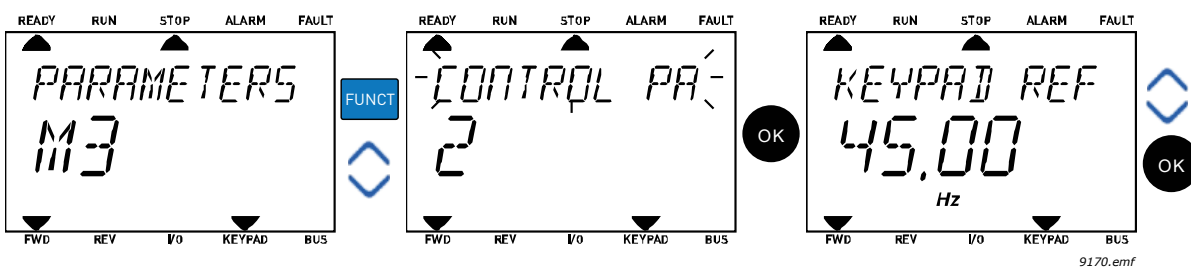 READY RUN STOP ALARM FAULT
PARAMETERS
M3
FWD REV I/O KEYPAD BUS
FUNCT
READY RUN STOP ALARM FAULT
CONTROL PA
2
FWD REV I/O KEYPAD BUS
OK
READY RUN STOP ALARM FAULT
KEYPAD REF
45.00
Hz
FWD REV I/O KEYPAD BUS
OK
9170.emf